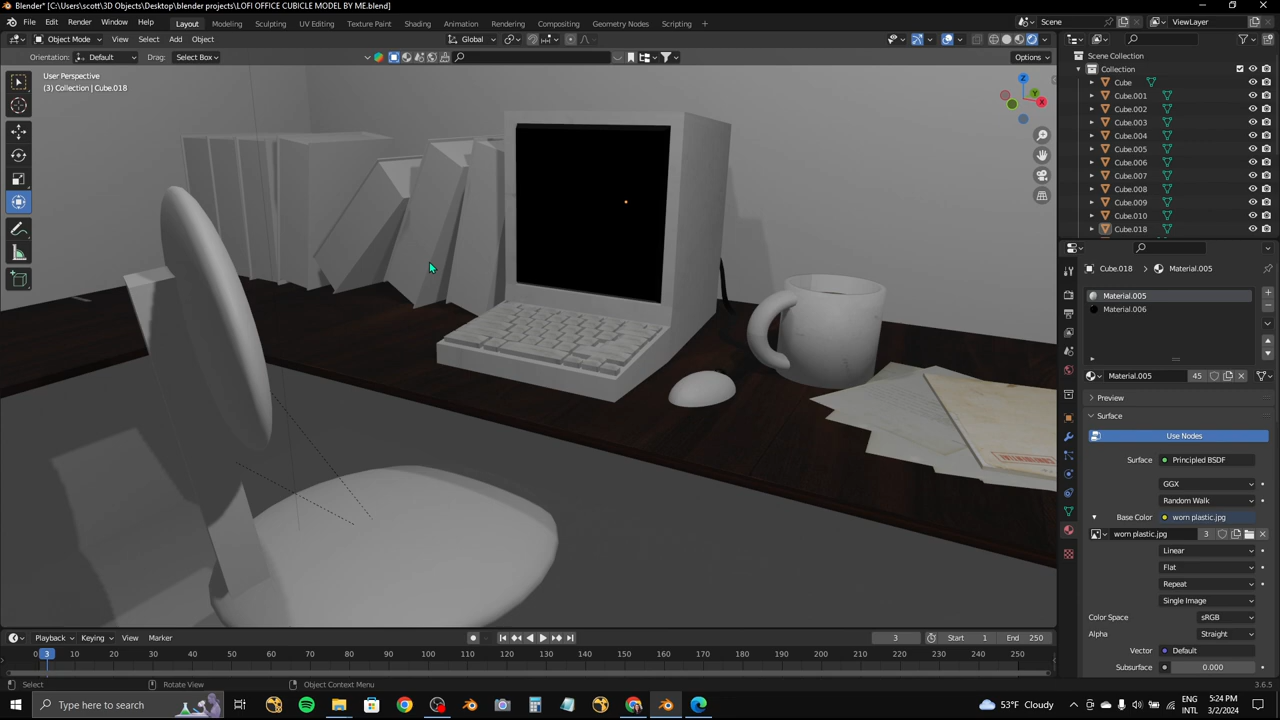 Blender* [C:\Users\scott\3D Objects\Desktop\blender projects\LOFI OFFICE CUBICLE MODEL BY ME.blend]
File Edit Render Window Help Layout Modeling Sculpting UV Editing Texture Paint Shading Animation Rendering Compositing Geometry Nodes Scripting + Scene ViewLayer
Object Mode View Select Add Object Global
Orientation: Default Drag: Select Box Options
User Perspective
(3) Collection | Cube.018
Z
Y
X
Scene Collection
Collection
Cube
Cube.001
Cube.002
Cube.003
Cube.004
Cube.005
Cube.006
Cube.007
Cube.008
Cube.009
Cube.010
Cube.018
Cube.018 > Material.005
Material.005
Material.006
Material.005 45
Preview
Surface
Use Nodes
Surface Principled BSDF
GGX
Random Walk
Base Color worn plastic.jpg
worn plastic.jpg 3
Linear
Flat
Repeat
Single Image
Color Space sRGB
Alpha Straight
Vector Default
Subsurface 0.000
Playback Keying View Marker 3 Start 1 End 250
0 3 10 20 30 40 50 60 70 80 90 100 110 120 130 140 150 160 170 180 190 200 210 220 230 240 250
Select Rotate View Object Context Menu 3.6.5
Type here to search 53°F Cloudy ENG INTL 5:24 PM 3/2/2024